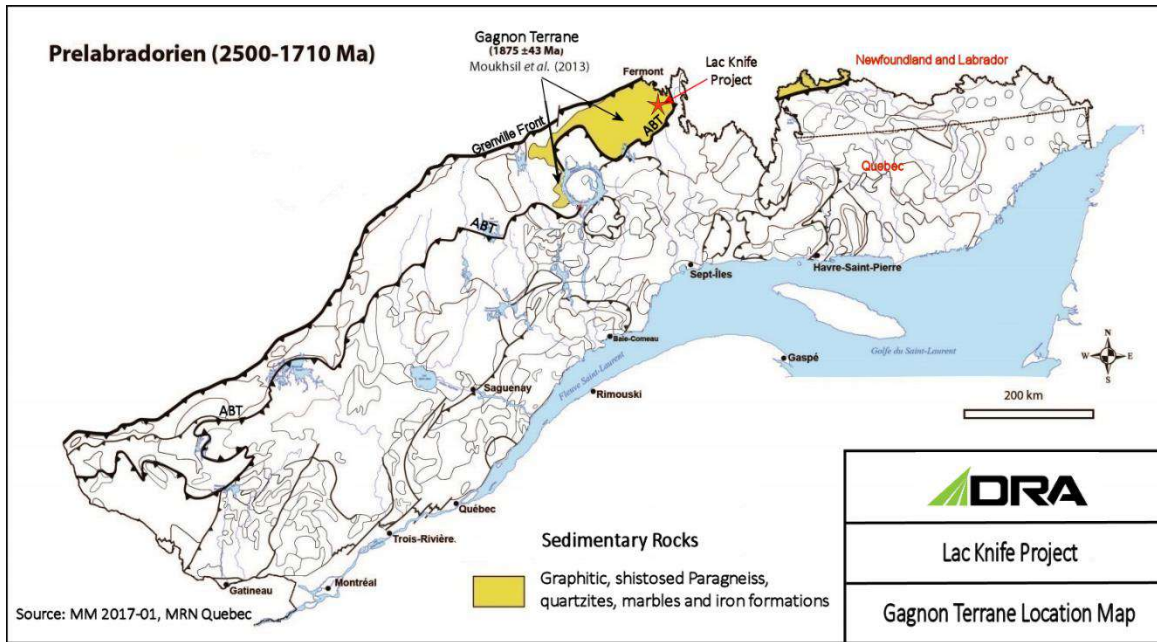 Prelabradorien (2500-1710 Ma)
Gagnon Terrane
(1875 ±43 Ma)
Moukhsil et al. (2013)
Fermont
Lac Knife
Project
Newfoundland and Labrador
Grenville Front
ABT
Quebec
ABT
Sept-Îles
Havre-Saint-Pierre
Baie-Comeau
Gaspé
Golfe du Saint-Laurent
N
W E
S
Fleuve Saint-Laurent
Saguenay
Rimouski
200 km
ABT
Québec
Trois-Rivière.
Montréal
Gatineau
Sedimentary Rocks
Graphitic, shistosed Paragneiss,
quartzites, marbles and iron formations
Source: MM 2017-01, MRN Quebec
DRA
Lac Knife Project
Gagnon Terrane Location Map